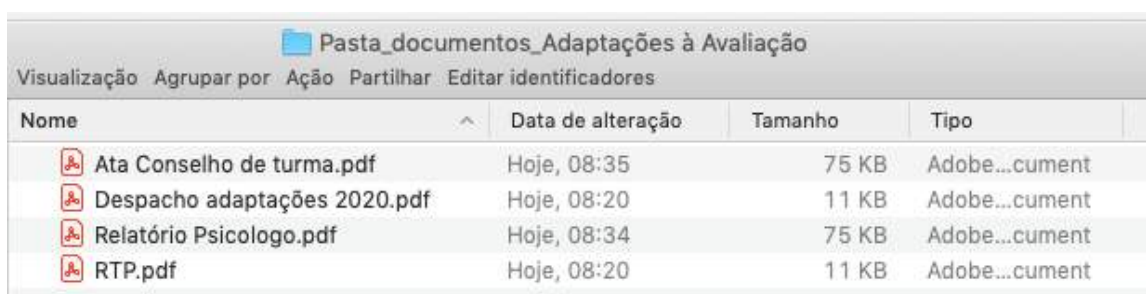 Pasta_documentos_Adaptações à Avaliação
Visualização Agrupar por Ação Partilhar Editar identificadores
Nome Data de alteração Tamanho Tipo
Ata Conselho de turma.pdf Hoje, 08:35 75 KB Adobe...cument
Despacho adaptações 2020.pdf Hoje, 08:20 11 KB Adobe...cument
Relatório Psicologo.pdf Hoje, 08:34 75 KB Adobe...cument
RTP.pdf Hoje, 08:20 11 KB Adobe...cument